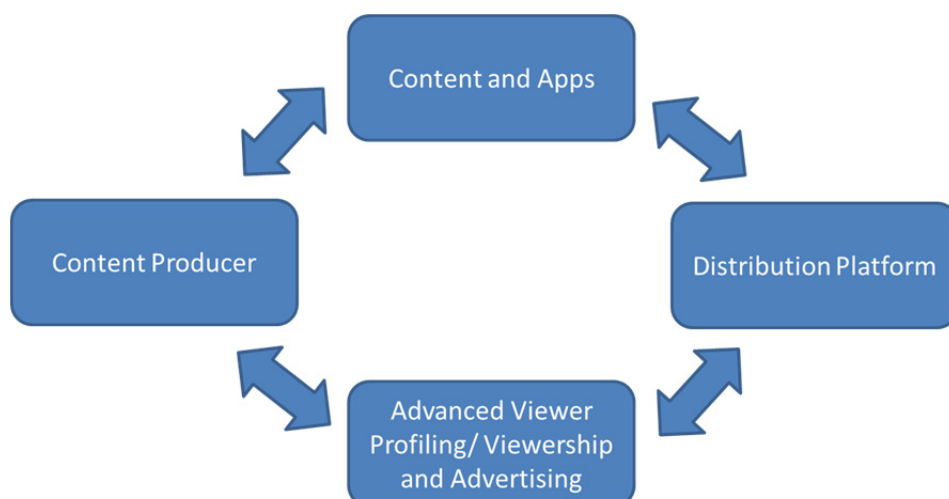 Content and Apps
Content Producer
Distribution Platform
Advanced Viewer
Profiling/ Viewership
and Advertising